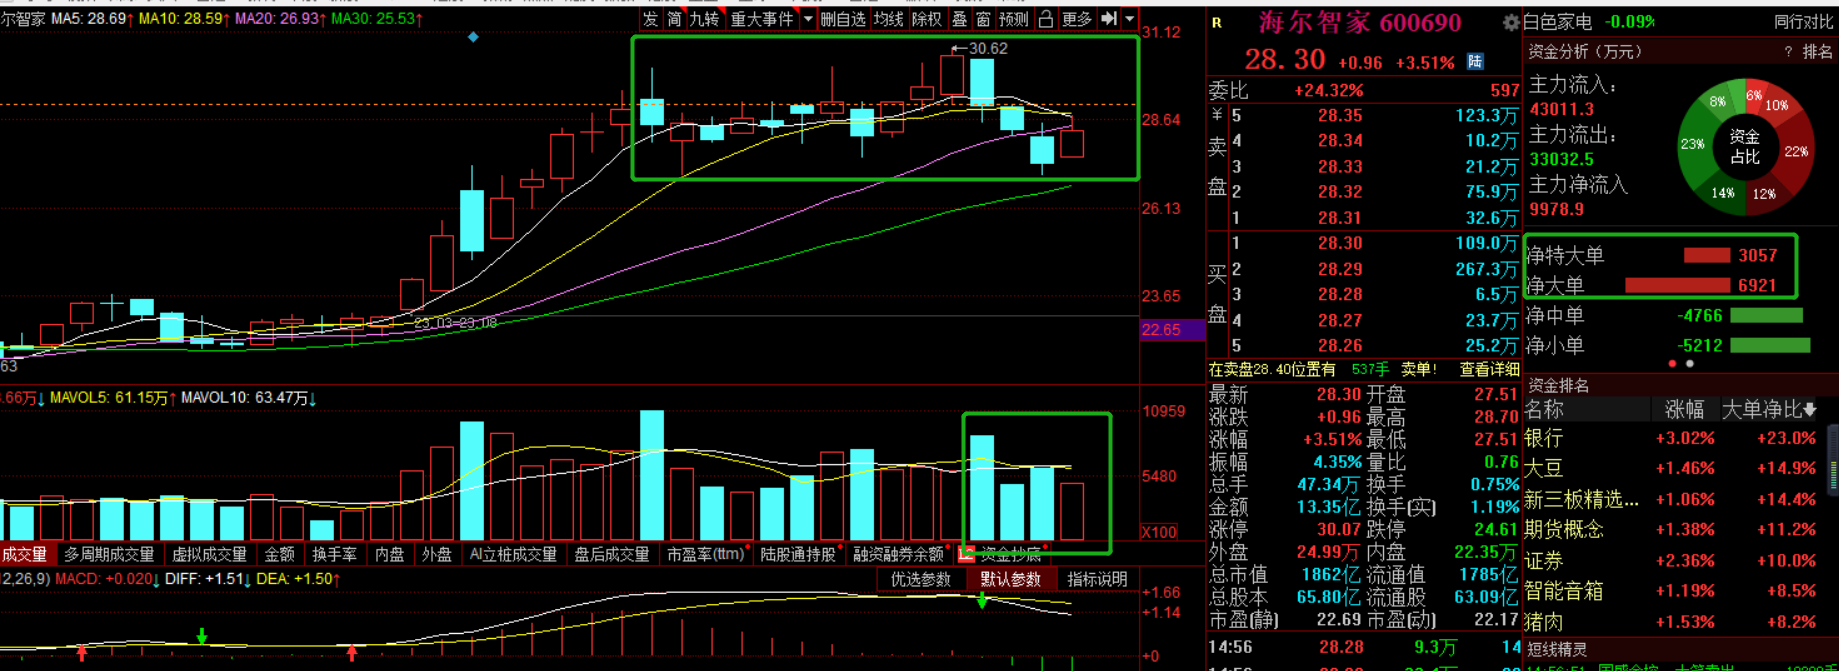 尔智家 MA5: 28.69↑ MA10: 28.59↑ MA20: 26.93↑ MA30: 25.53↑
发 简 九转 重大事件 删自选 均线 除权 叠 窗 预测 更多
31.12
30.62
28.64
26.13
23.65
23.03-23.08
22.65
63
.66万↓ MAVOL5: 61.15万↑ MAVOL10: 63.47万↓
10959
5480
X100
成交量 多周期成交量 虚拟成交量 金额 换手率 内盘 外盘 AI立桩成交量 盘后成交量 市盈率(ttm) 陆股通持股 融资融券余额 L2 资金抄底
12,26,9) MACD: +0.020↓ DIFF: +1.51↓ DEA: +1.50↑
优选参数 默认参数 指标说明
+1.66
+1.14
+0
R 海尔智家 600690
28.30 +0.96 +3.51% 陆
委比 +24.32% 597
¥ 5 28.35 123.3万
卖 4 28.34 10.2万
3 28.33 21.2万
盘 2 28.32 75.9万
1 28.31 32.6万
1 28.30 109.0万
买 2 28.29 267.3万
3 28.28 6.5万
盘 4 28.27 23.7万
5 28.26 25.2万
在卖盘28.40位置有 537手 卖单! 查看详细
最新 28.30 开盘 27.51
涨跌 +0.96 最高 28.70
涨幅 +3.51% 最低 27.51
振幅 4.35% 量比 0.76
总手 47.34万 换手 0.75%
金额 13.35亿 换手(实) 1.19%
涨停 30.07 跌停 24.61
外盘 24.99万 内盘 22.35万
总市值 1862亿 流通值 1785亿
总股本 65.80亿 流通股 63.09亿
市盈(静) 22.69 市盈(动) 22.17
14:56 28.28 9.3万 14
白色家电 -0.09% 同行对比
资金分析（万元） ? 排名
主力流入：
43011.3
主力流出：
33032.5
主力净流入
9978.9
资金
占比
6%
10%
22%
12%
14%
23%
8%
净特大单 3057
净大单 6921
净中单 -4766
净小单 -5212
资金排名
名称 涨幅 大单净比
银行 +3.02% +23.0%
大豆 +1.46% +14.9%
新三板精选... +1.06% +14.4%
期货概念 +1.38% +11.2%
证券 +2.36% +10.0%
智能音箱 +1.19% +8.5%
猪肉 +1.53% +8.2%
短线精灵